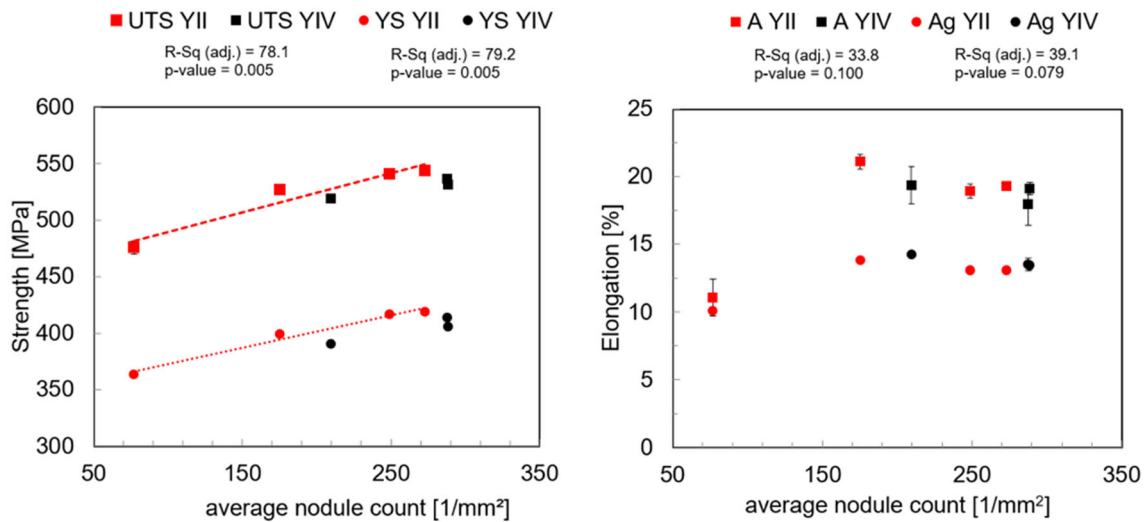 UTS YII UTS YIV YS YII YS YIV
R-Sq (adj.) = 78.1
p-value = 0.005
R-Sq (adj.) = 79.2
p-value = 0.005
600
550
500
450
400
350
300
Strength [MPa]
50 150 250 350
average nodule count [1/mm²]
A YII A YIV Ag YII Ag YIV
R-Sq (adj.) = 33.8
p-value = 0.100
R-Sq (adj.) = 39.1
p-value = 0.079
25
20
15
10
5
0
Elongation [%]
50 150 250 350
average nodule count [1/mm²]